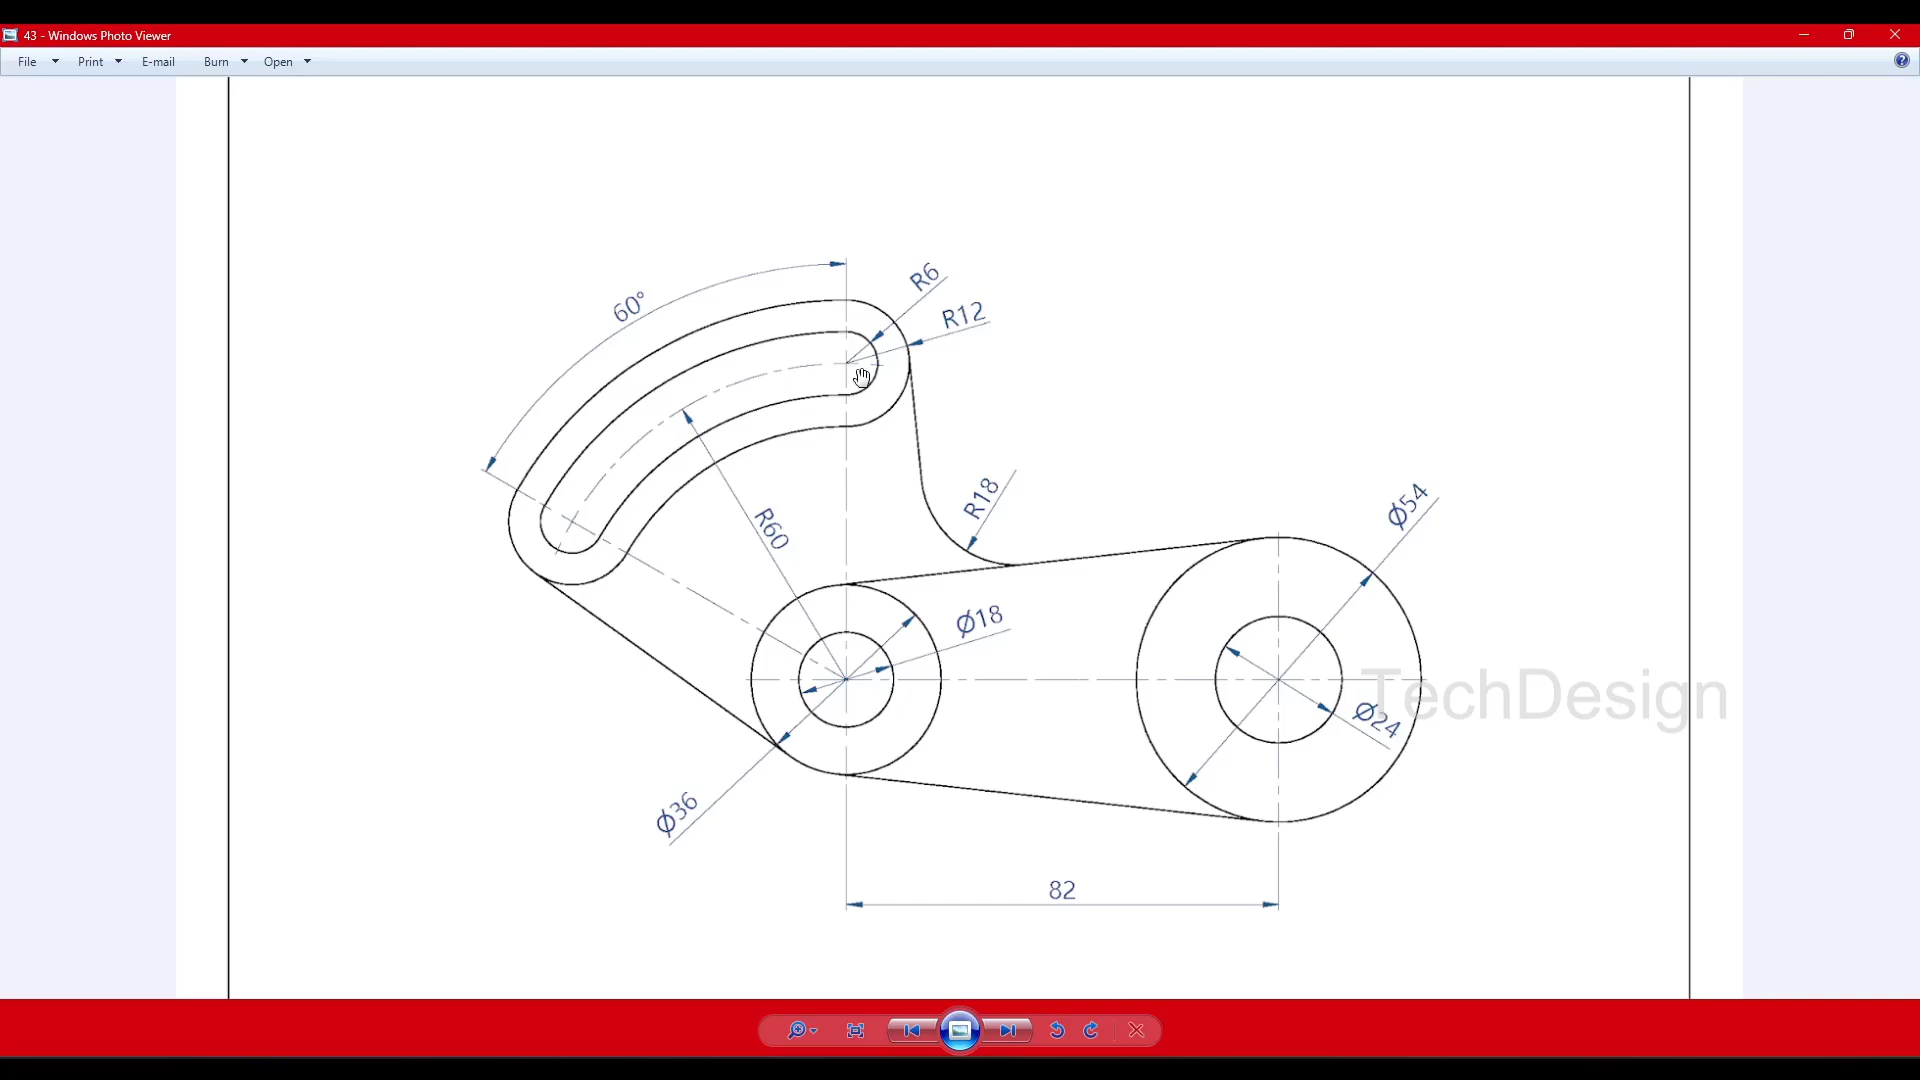 43 - Windows Photo Viewer
File Print E-mail Burn Open
60°
R6
R12
R18
R60
Ø54
Ø18
TechDesign
Ø24
Ø36
82